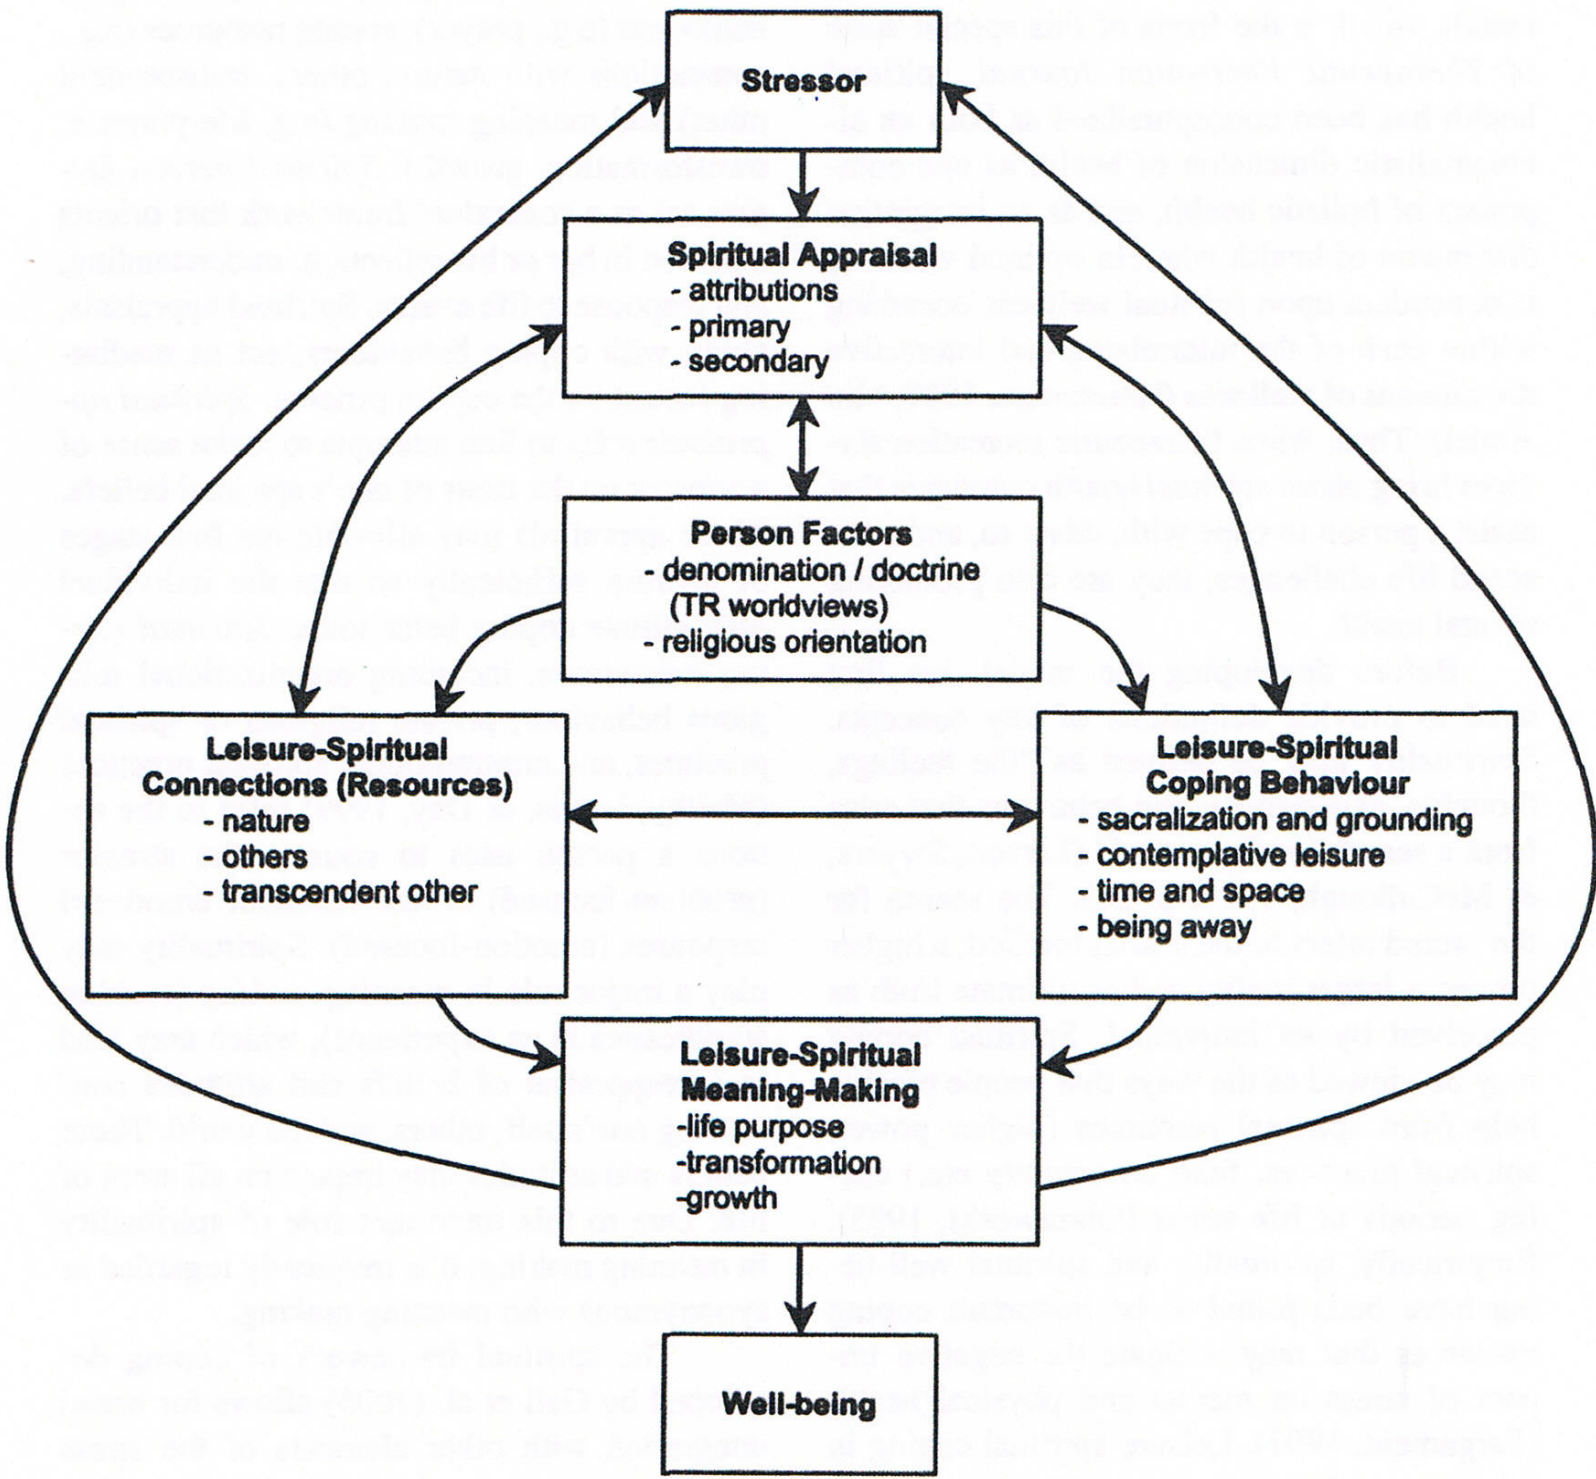 Stressor
Spiritual Appraisal
- attributions
- primary
- secondary
Person Factors
- denomination / doctrine
(TR worldviews)
- religious orientation
Leisure-Spiritual
Connections (Resources)
- nature
- others
- transcendent other
Leisure-Spiritual
Coping Behaviour
- sacralization and grounding
- contemplative leisure
- time and space
- being away
Leisure-Spiritual
Meaning-Making
-life purpose
-transformation
-growth
Well-being